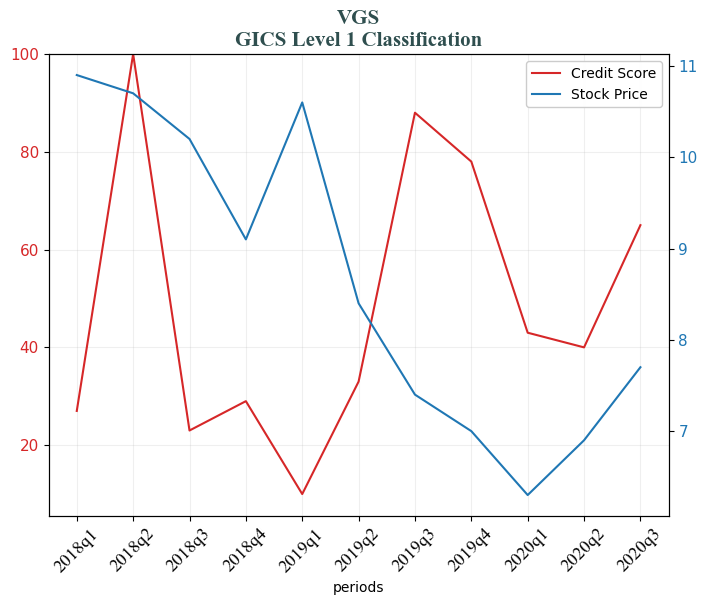 VGS
GICS Level 1 Classification
Credit Score
Stock Price
100
80
60
40
20
11
10
9
8
7
2018q1
2018q2
2018q3
2018q4
2019q1
2019q2
2019q3
2019q4
2020q1
2020q2
2020q3
periods